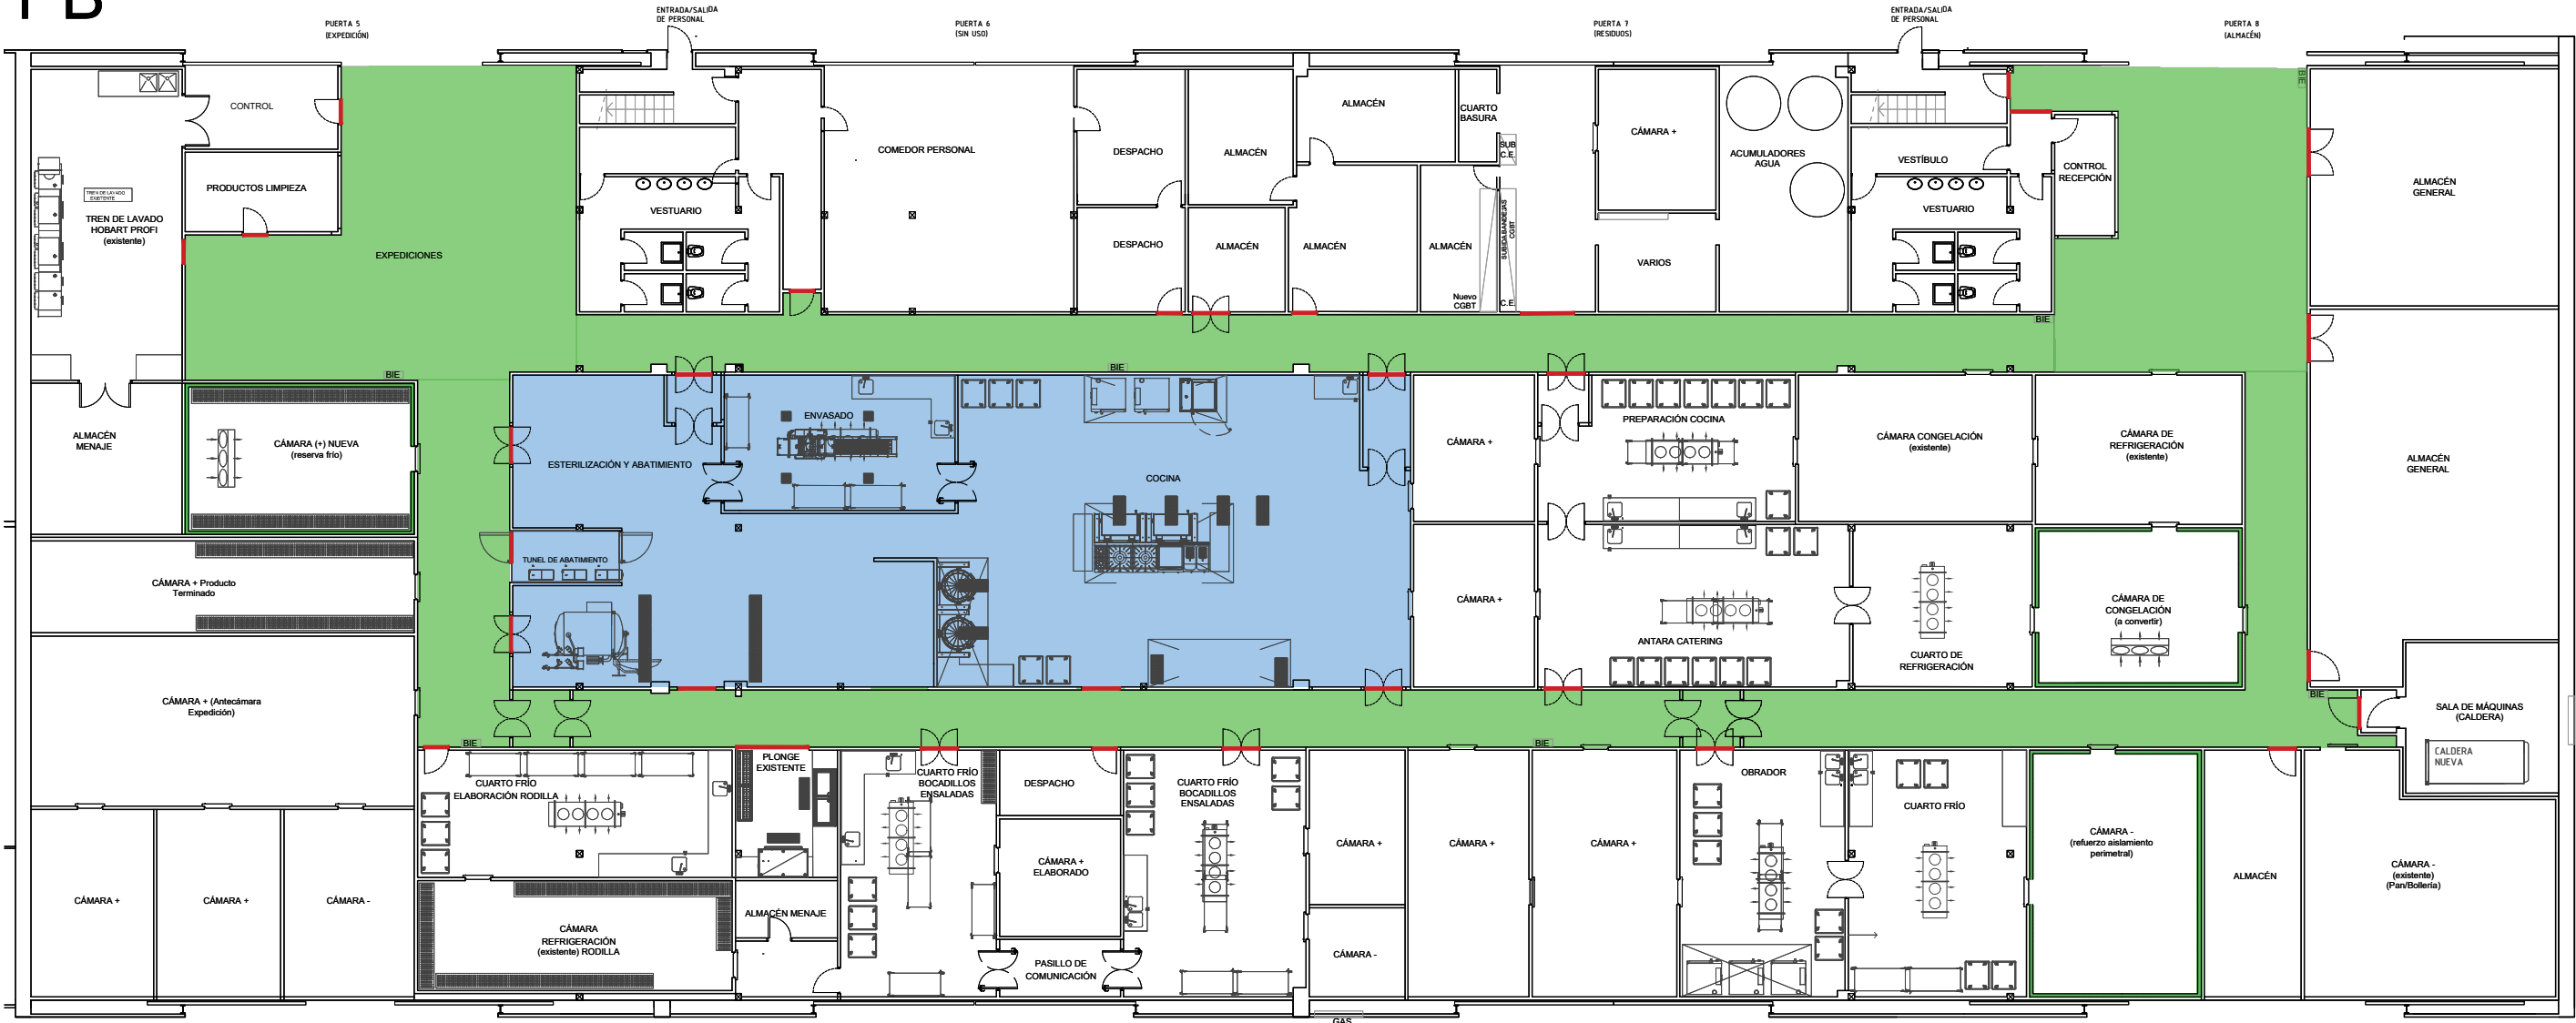 PB
PUERTA 5
(EXPEDICIÓN)
ENTRADA/SALIDA
DE PERSONAL
PUERTA 6
(SIN USO)
PUERTA 7
(RESIDUOS)
ENTRADA/SALIDA
DE PERSONAL
PUERTA 8
(ALMACÉN)
CONTROL
PRODUCTOS LIMPIEZA
TREN DE LAVADO
EXISTENTE
TREN DE LAVADO
HOBART PROFI
(existente)
EXPEDICIONES
VESTUARIO
COMEDOR PERSONAL
DESPACHO
DESPACHO
ALMACÉN
ALMACÉN
ALMACÉN
ALMACÉN
CUARTO
BASURA
SUB
C.E.
ALMACÉN
SUBIDA BANDEJAS
CGBT
Nuevo
CGBT
C.E.
CÁMARA +
VARIOS
ACUMULADORES
AGUA
VESTÍBULO
VESTUARIO
CONTROL
RECEPCIÓN
BIE
ALMACÉN
GENERAL
BIE
BIE
BIE
ALMACÉN
MENAJE
CÁMARA (+) NUEVA
(reserva frío)
ESTERILIZACIÓN Y ABATIMIENTO
ENVASADO
COCINA
TUNEL DE ABATIMIENTO
CÁMARA +
CÁMARA +
PREPARACIÓN COCINA
ANTARA CATERING
CÁMARA CONGELACIÓN
(existente)
CÁMARA DE
REFRIGERACIÓN
(existente)
CUARTO DE
REFRIGERACIÓN
CÁMARA DE
CONGELACIÓN
(a convertir)
ALMACÉN
GENERAL
CÁMARA + Producto
Terminado
CÁMARA + (Antecámara
Expedición)
BIE
BIE
BIE
SALA DE MÁQUINAS
(CALDERA)
CALDERA
NUEVA
CÁMARA +
CÁMARA +
CÁMARA -
CUARTO FRÍO
ELABORACIÓN RODILLA
CÁMARA
REFRIGERACIÓN
(existente) RODILLA
PLONGE
EXISTENTE
ALMACÉN MENAJE
CUARTO FRÍO
BOCADILLOS
ENSALADAS
DESPACHO
CÁMARA +
ELABORADO
PASILLO DE
COMUNICACIÓN
CUARTO FRÍO
BOCADILLOS
ENSALADAS
CÁMARA +
CÁMARA -
CÁMARA +
CÁMARA +
OBRADOR
CUARTO FRÍO
CÁMARA -
(refuerzo aislamiento
perimetral)
ALMACÉN
CÁMARA -
(existente)
(Pan/Bollería)
GAS